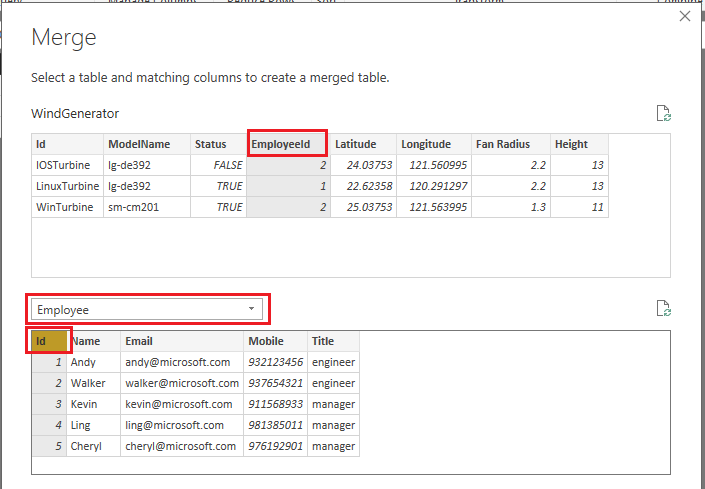 Merge
Select a table and matching columns to create a merged table.
WindGenerator
Id ModelName Status EmployeeId Latitude Longitude Fan Radius Height
IOSTurbine lg-de392 FALSE 2 24.03753 121.560995 2.2 13
LinuxTurbine lg-de392 TRUE 1 22.62358 120.291297 2.2 13
WinTurbine sm-cm201 TRUE 2 25.03753 121.563995 1.3 11
Employee
Id Name Email Mobile Title
1 Andy andy@microsoft.com 932123456 engineer
2 Walker walker@microsoft.com 937654321 engineer
3 Kevin kevin@microsoft.com 911568933 manager
4 Ling ling@microsoft.com 981385011 manager
5 Cheryl cheryl@microsoft.com 976192901 manager